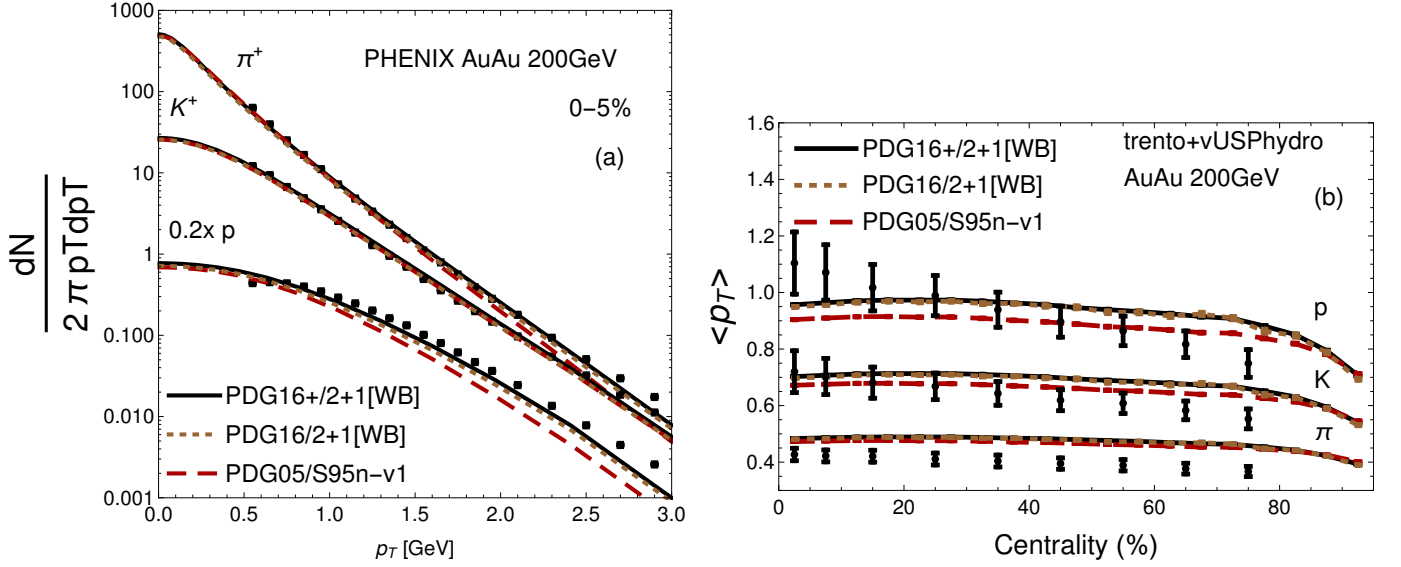 1000
100
10
1
0.100
0.010
0.001
dN
2 π pTdpT
π+
K+
0.2x p
PHENIX AuAu 200GeV
0−5%
(a)
PDG16+/2+1[WB]
PDG16/2+1[WB]
PDG05/S95n−v1
0.0 0.5 1.0 1.5 2.0 2.5 3.0
pT [GeV]
1.6
1.4
1.2
1.0
0.8
0.6
0.4
<pT>
PDG16+/2+1[WB]
PDG16/2+1[WB]
PDG05/S95n−v1
trento+vUSPhydro
AuAu 200GeV
(b)
p
K
π
0 20 40 60 80
Centrality (%)